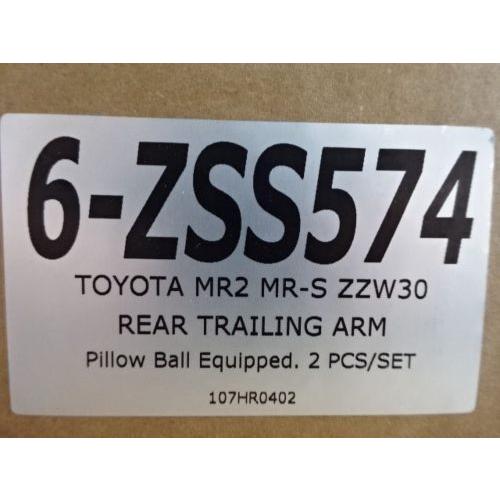 6-ZSS574
TOYOTA MR2 MR-S ZZW30
REAR TRAILING ARM
Pillow Ball Equipped. 2 PCS/SET
107HR0402